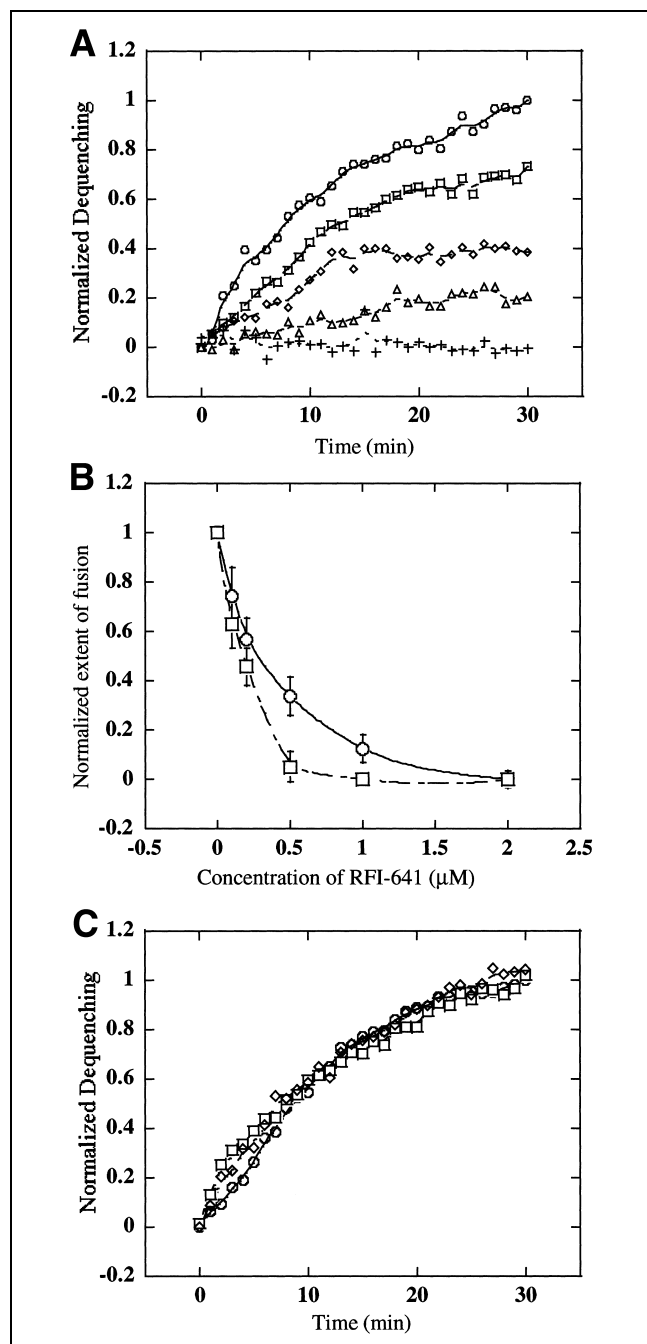 A
1.2
1
0.8
0.6
0.4
0.2
0
-0.2
Normalized Dequenching
0 10 20 30
Time (min)
B
1.2
1
0.8
0.6
0.4
0.2
0
-0.2
Normalized extent of fusion
-0.5 0 0.5 1 1.5 2 2.5
Concentration of RFI-641 (μM)
C
1.2
1
0.8
0.6
0.4
0.2
0
-0.2
Normalized Dequenching
0 10 20 30
Time (min)